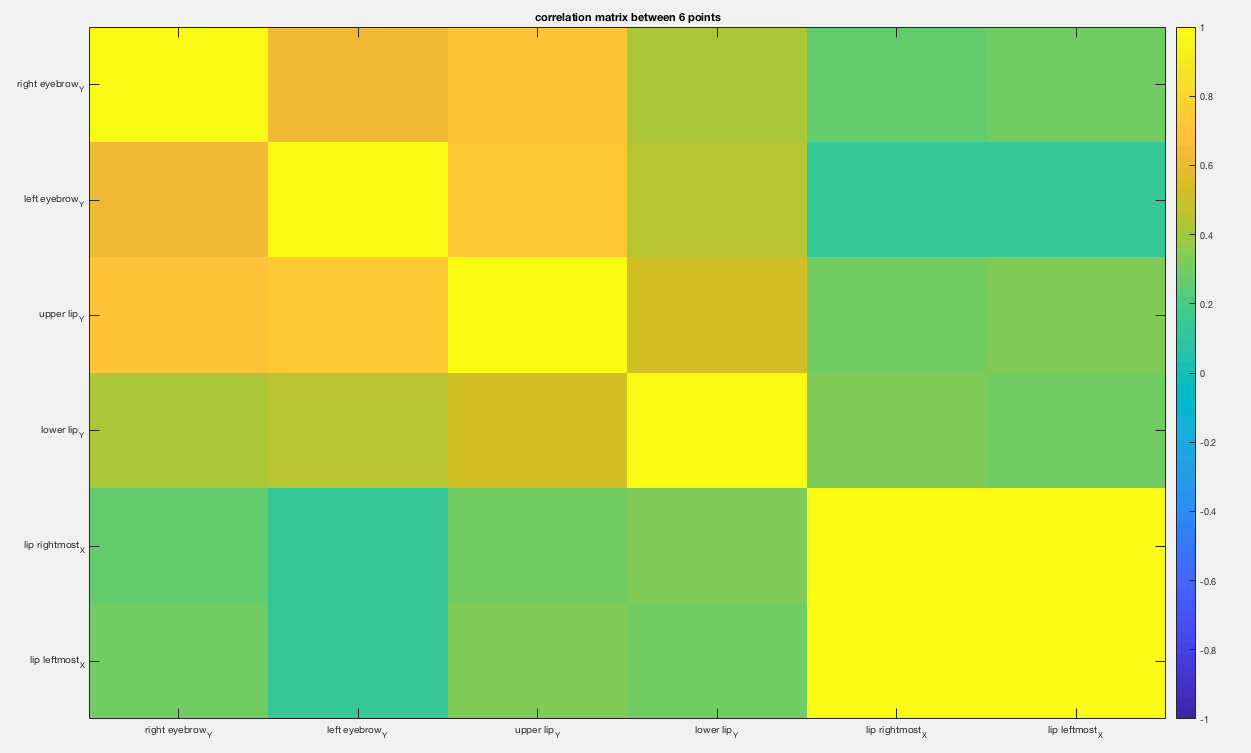 correlation matrix between 6 points
right eyebrowY
left eyebrowY
upper lipY
lower lipY
lip rightmostX
lip leftmostX
right eyebrowY
left eyebrowY
upper lipY
lower lipY
lip rightmostX
lip leftmostX
1
0.8
0.6
0.4
0.2
0
-0.2
-0.4
-0.6
-0.8
-1